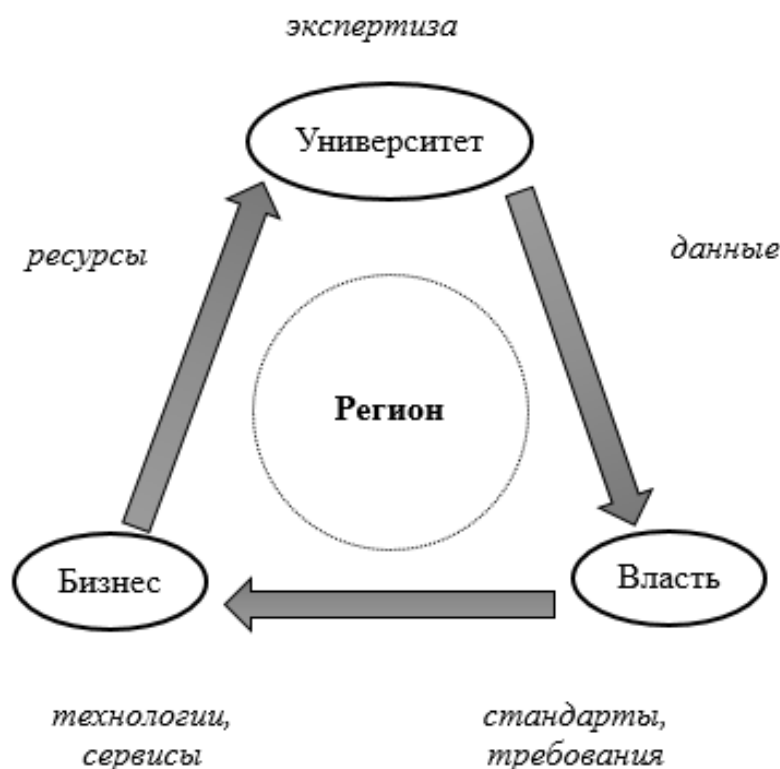 экспертиза
Университет
ресурсы
данные
Регион
Бизнес
Власть
технологии,
сервисы
стандарты,
требования